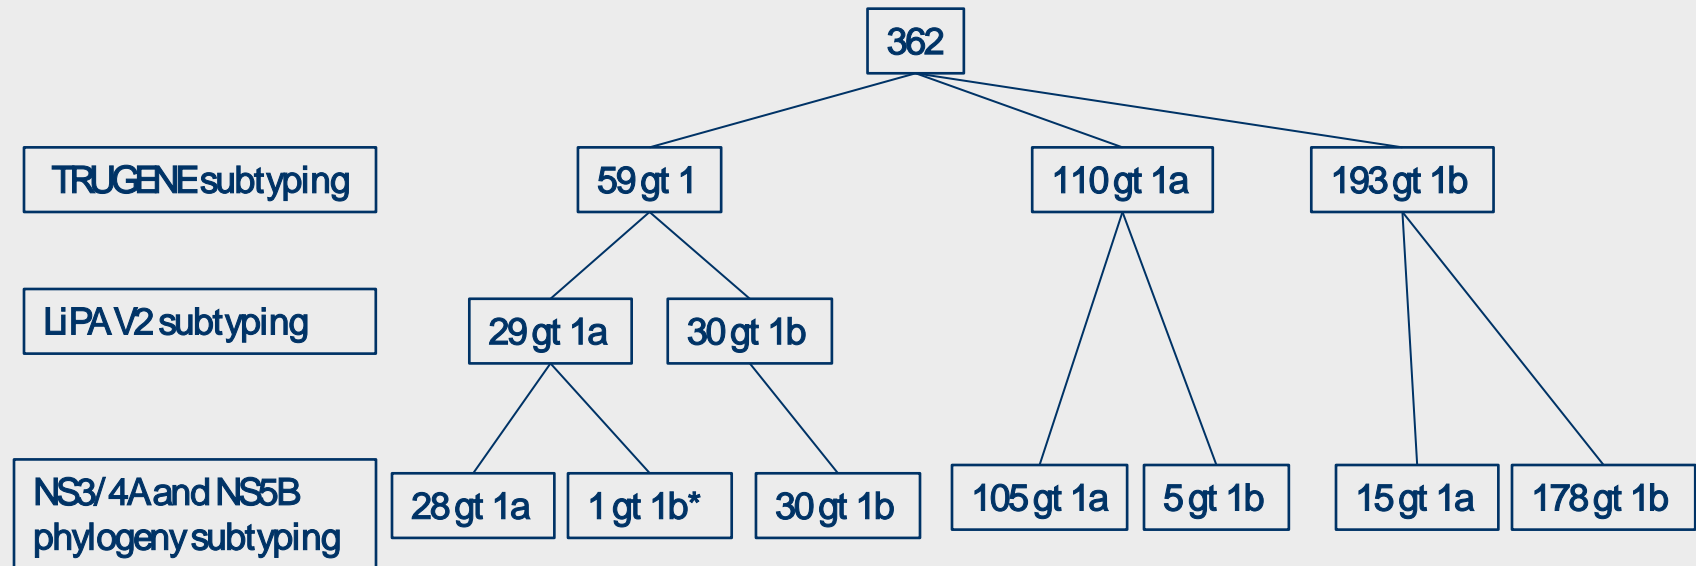 362
TRUGENE subtyping
59 gt 1
110 gt 1a
193 gt 1b
LiPA V2 subtyping
29 gt 1a
30 gt 1b
NS3/4A and NS5B
phylogeny subtyping
28 gt 1a
1 gt 1b*
30 gt 1b
105 gt 1a
5 gt 1b
15 gt 1a
178 gt 1b